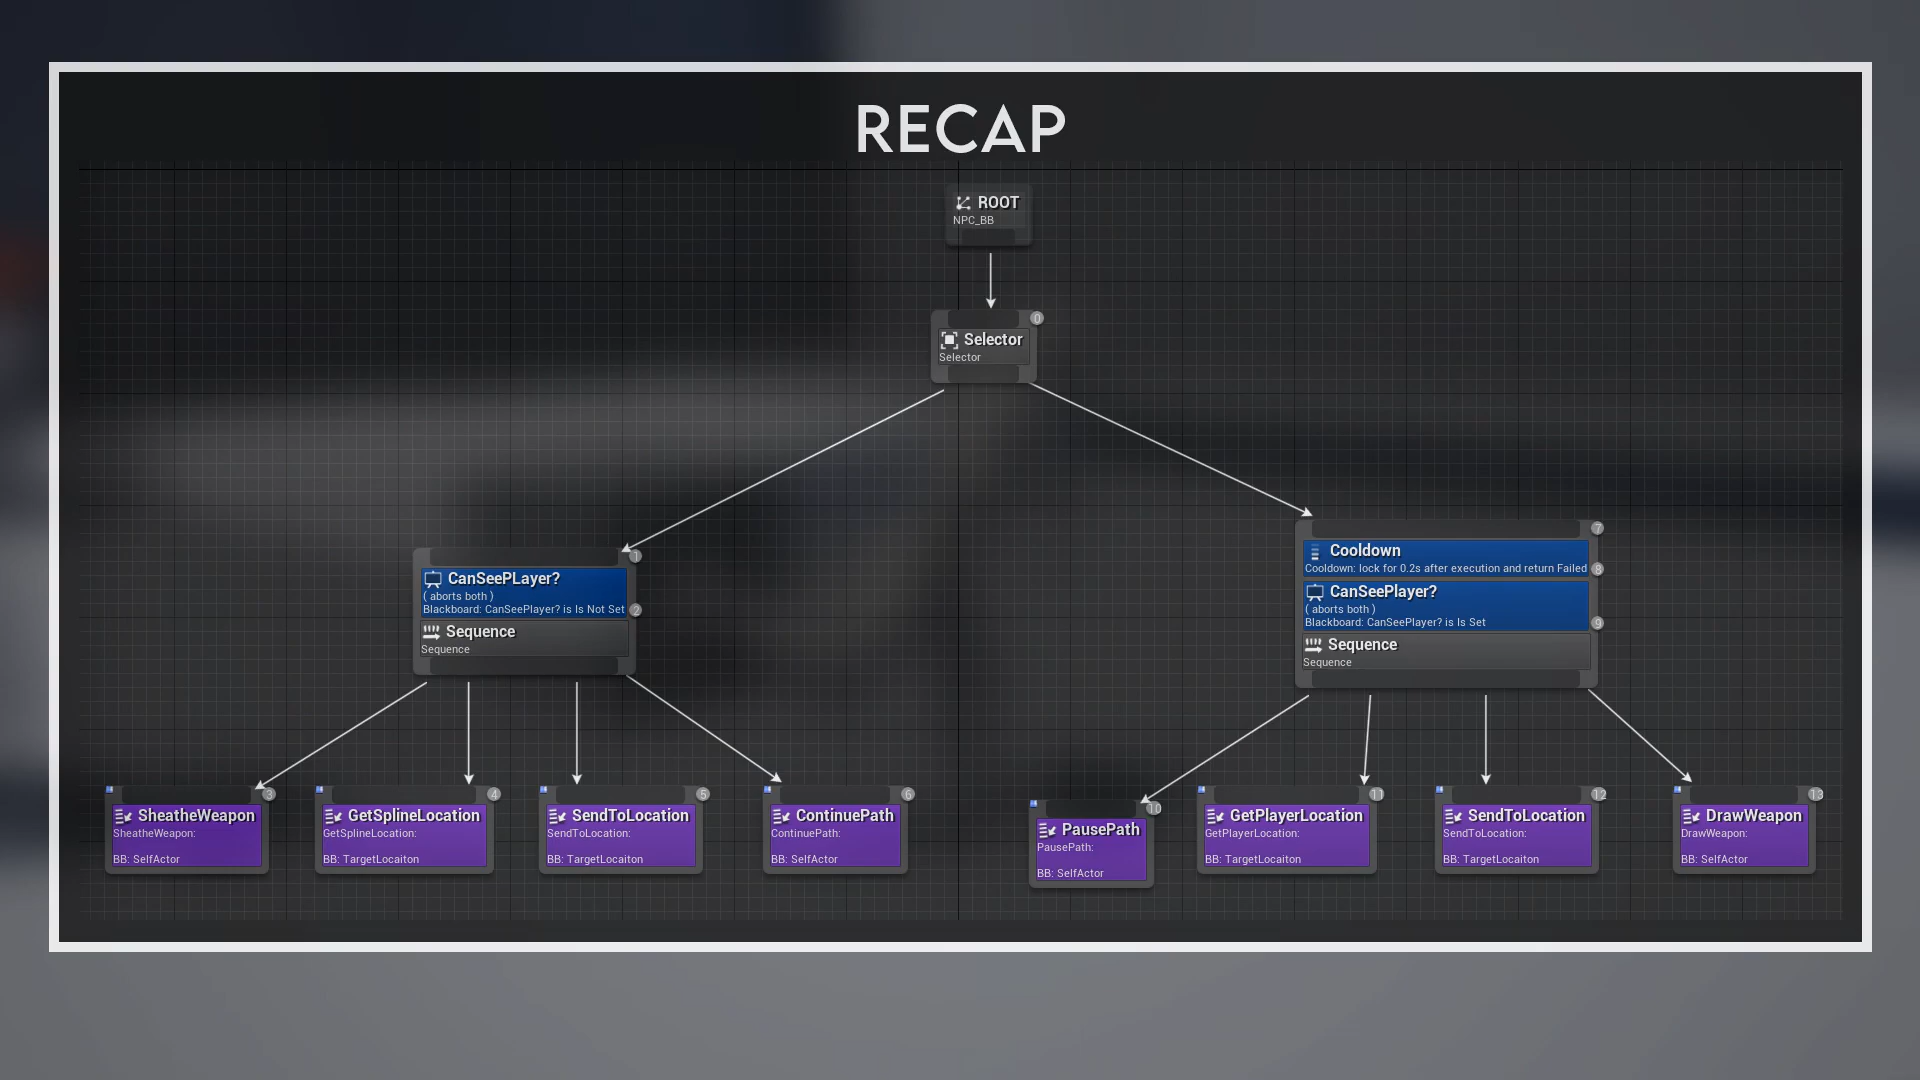 RECAP
ROOT
NPC_BB
0
Selector
Selector
1
CanSeePLayer?
( aborts both )
Blackboard: CanSeePlayer? is Is Not Set
2
Sequence
Sequence
7
Cooldown
Cooldown: lock for 0.2s after execution and return Failed
8
CanSeePlayer?
( aborts both )
Blackboard: CanSeePlayer? is Is Set
9
Sequence
Sequence
3
SheatheWeapon
SheatheWeapon:
BB: SelfActor
4
GetSplineLocation
GetSplineLocation:
BB: TargetLocaiton
5
SendToLocation
SendToLocation:
BB: TargetLocaiton
6
ContinuePath
ContinuePath:
BB: SelfActor
10
PausePath
PausePath:
BB: SelfActor
11
GetPlayerLocation
GetPlayerLocation:
BB: TargetLocaiton
12
SendToLocation
SendToLocation:
BB: TargetLocaiton
13
DrawWeapon
DrawWeapon:
BB: SelfActor